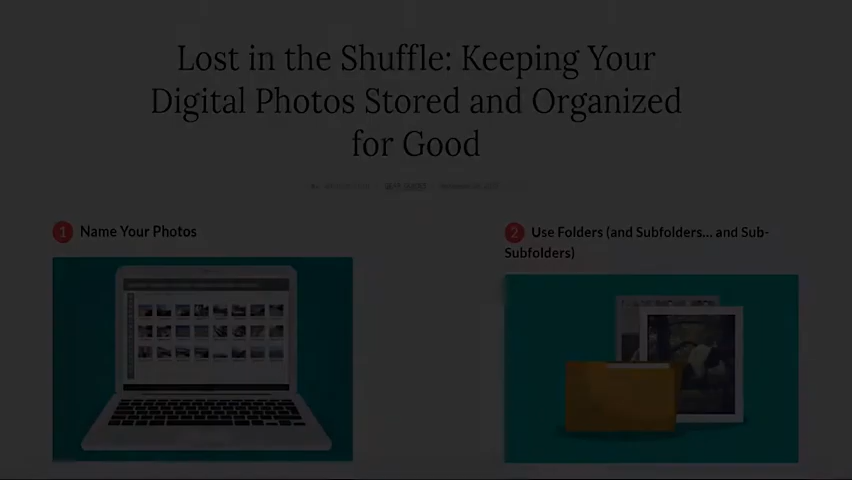 Lost in the Shuffle: Keeping Your
Digital Photos Stored and Organized
for Good
1 Name Your Photos
2 Use Folders (and Subfolders... and Sub-
Subfolders)